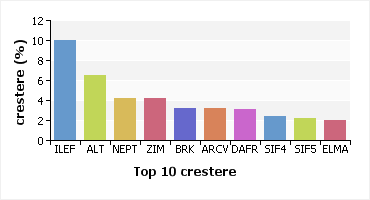 crestere (%)
12
10
8
6
4
2
0
ILEF ALT NEPT ZIM BRK ARCV DAFR SIF4 SIF5 ELMA
Top 10 crestere